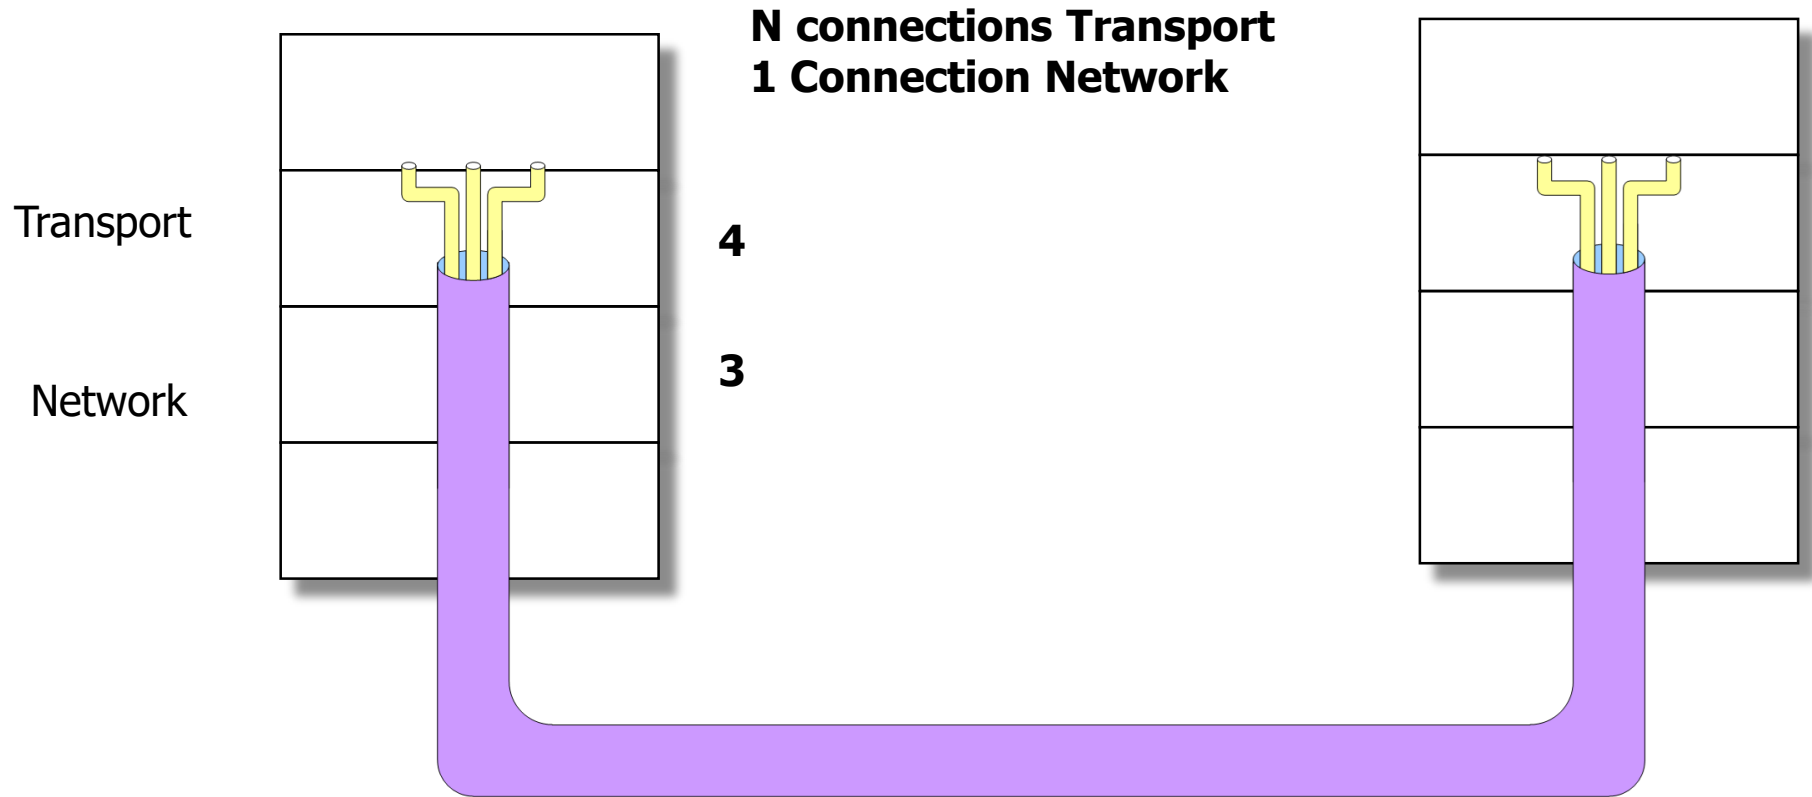 N connections Transport
1 Connection Network
Transport
4
3
Network